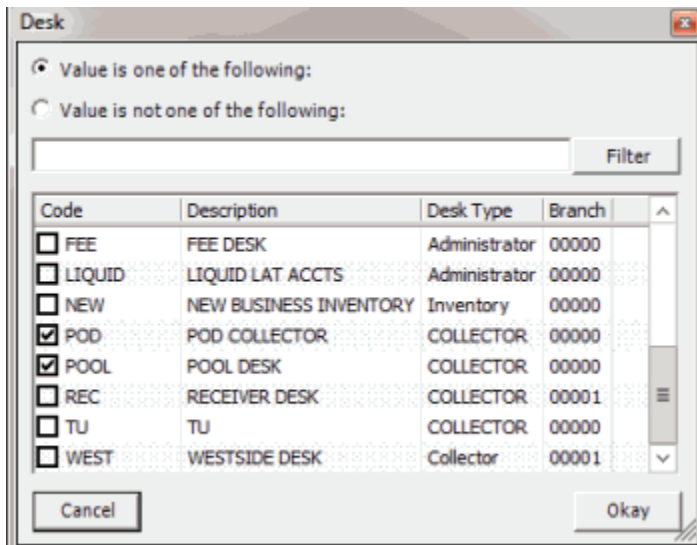 Desk
Value is one of the following:
Value is not one of the following:
Filter
Code Description Desk Type Branch
FEE FEE DESK Administrator 00000
LIQUID LIQUID LAT ACCTS Administrator 00000
NEW NEW BUSINESS INVENTORY Inventory 00000
POD POD COLLECTOR COLLECTOR 00000
POOL POOL DESK COLLECTOR 00000
REC RECEIVER DESK COLLECTOR 00001
TU TU COLLECTOR 00000
WEST WESTSIDE DESK Collector 00001
Cancel Okay